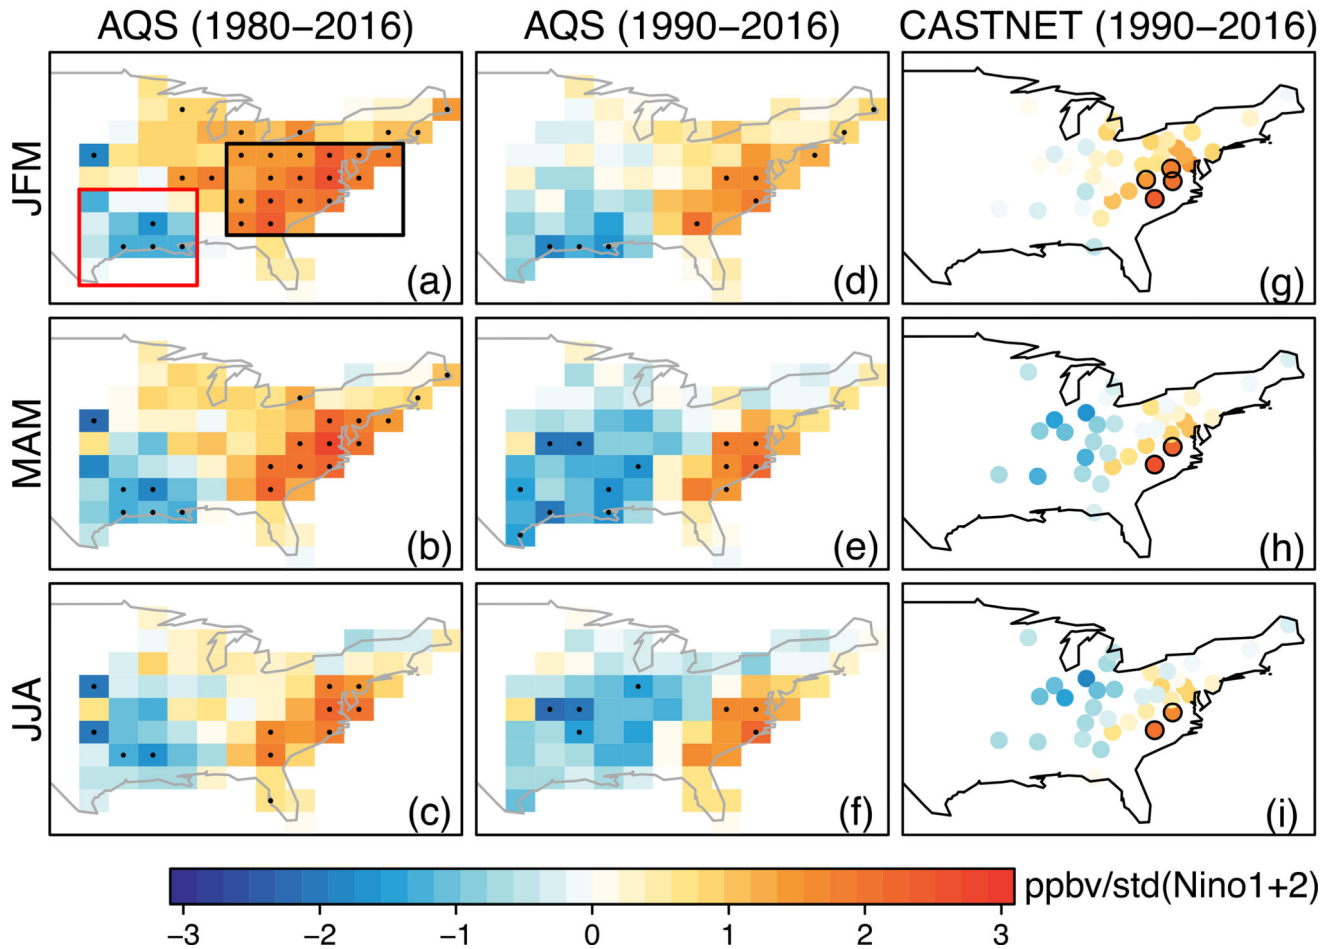 AQS (1980−2016) AQS (1990−2016) CASTNET (1990−2016)
JFM
(a) (d) (g)
MAM
(b) (e) (h)
JJA
(c) (f) (i)
ppbv/std(Nino1+2)
−3 −2 −1 0 1 2 3